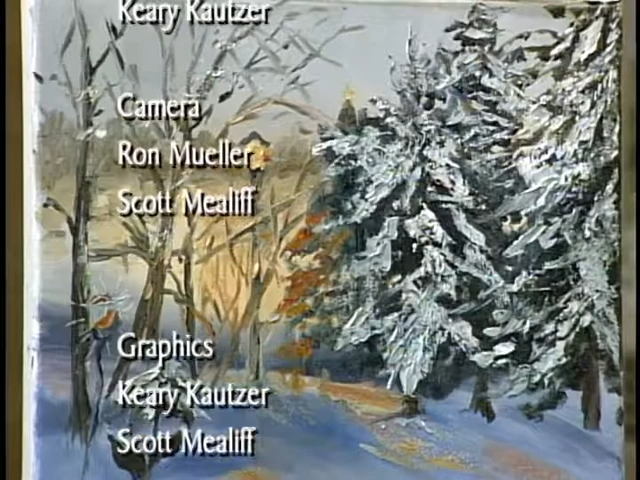 Keary Kautzer
Camera
Ron Mueller
Scott Mealiff
Graphics
Keary Kautzer
Scott Mealiff